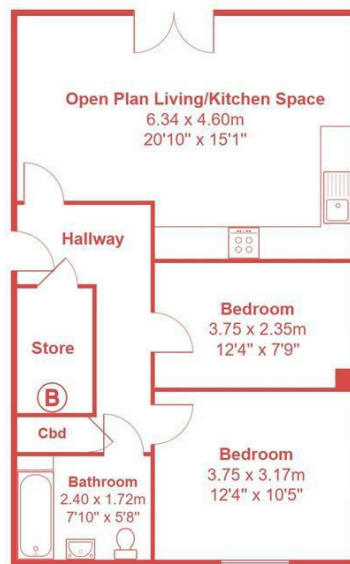 Open Plan Living/Kitchen Space
6.34 x 4.60m
20'10" x 15'1"
Hallway
Bedroom
3.75 x 2.35m
12'4" x 7'9"
Store
B
Cbd
Bedroom
3.75 x 3.17m
12'4" x 10'5"
Bathroom
2.40 x 1.72m
7'10" x 5'8"